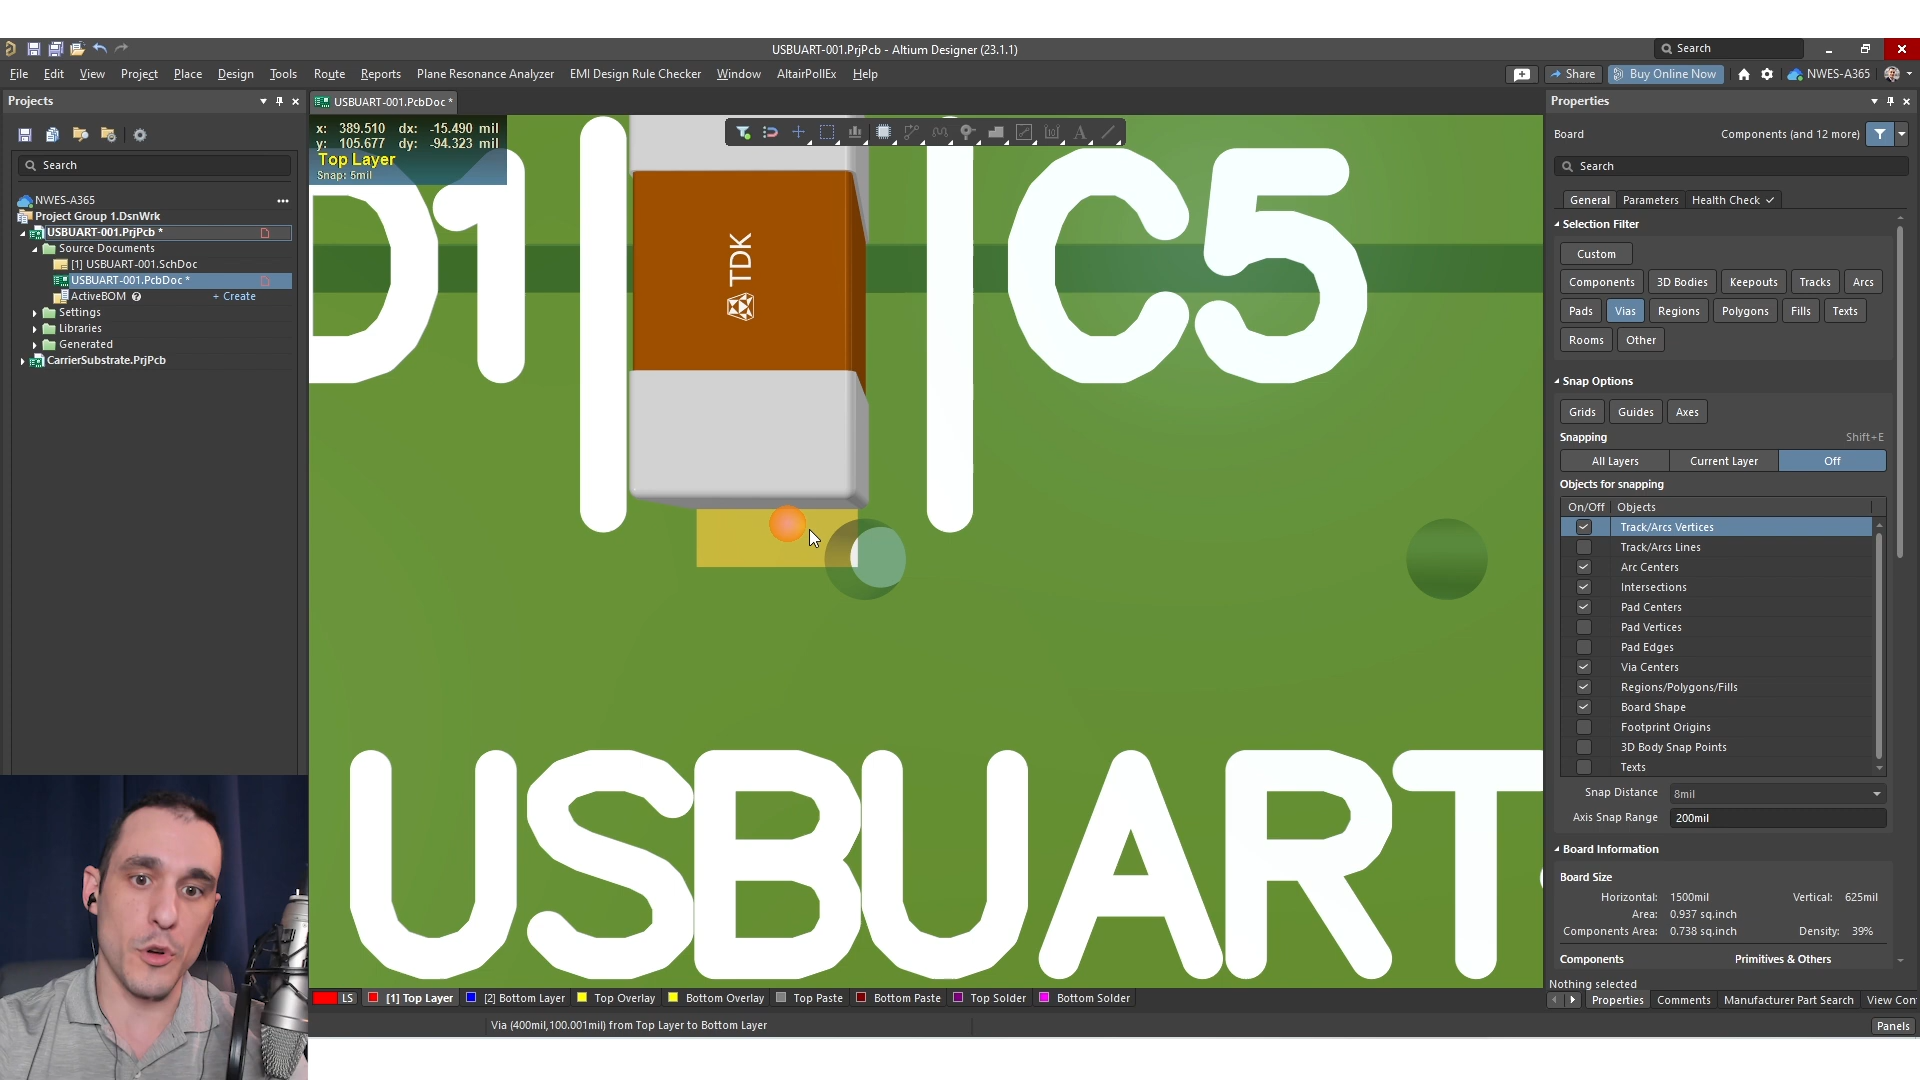 USBUART-001.PrjPcb - Altium Designer (23.1.1)
Search
File Edit View Project Place Design Tools Route Reports Plane Resonance Analyzer EMI Design Rule Checker Window AltairPollEx Help
Share Buy Online Now NWES-A365
Projects
USBUART-001.PcbDoc *
Search
NWES-A365
Project Group 1.DsnWrk
USBUART-001.PrjPcb *
Source Documents
[1] USBUART-001.SchDoc
USBUART-001.PcbDoc *
ActiveBOM + Create
Settings
Libraries
Generated
CarrierSubstrate.PrjPcb
x: 389.510 dx: -15.490 mil
y: 105.677 dy: -94.323 mil
Top Layer
Snap: 5mil
D1
TDK
C5
USBUART
LS [1] Top Layer [2] Bottom Layer Top Overlay Bottom Overlay Top Paste Bottom Paste Top Solder Bottom Solder
Via (400mil,100.001mil) from Top Layer to Bottom Layer
Properties
Board Components (and 12 more)
Search
General Parameters Health Check
Selection Filter
Custom
Components 3D Bodies Keepouts Tracks Arcs
Pads Vias Regions Polygons Fills Texts
Rooms Other
Snap Options
Grids Guides Axes
Snapping Shift+E
All Layers Current Layer Off
Objects for snapping
On/Off Objects
Track/Arcs Vertices
Track/Arcs Lines
Arc Centers
Intersections
Pad Centers
Pad Vertices
Pad Edges
Via Centers
Regions/Polygons/Fills
Board Shape
Footprint Origins
3D Body Snap Points
Texts
Snap Distance 8mil
Axis Snap Range 200mil
Board Information
Board Size
Horizontal: 1500mil Vertical: 625mil
Area: 0.937 sq.inch
Components Area: 0.738 sq.inch Density: 39%
Components Primitives & Others
Nothing selected
Properties Comments Manufacturer Part Search View Con
Panels